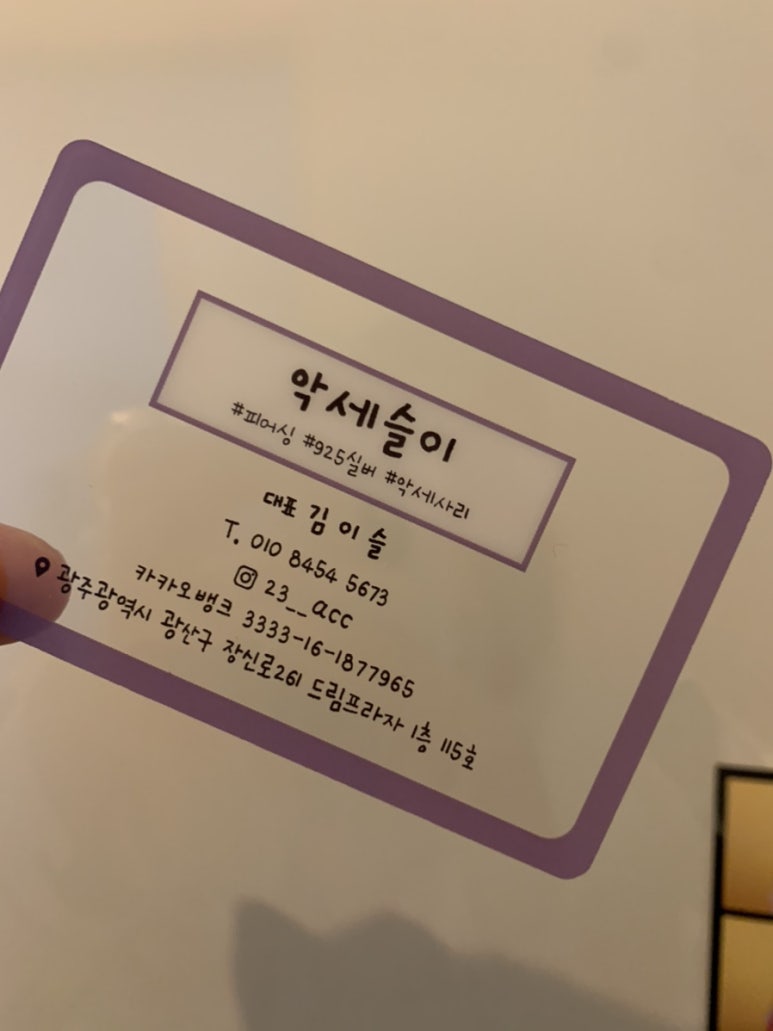 악세슬이
#피어싱 #925실버 #악세사리
대표 김이슬
T. 010 8454 5673
23__acc
카카오뱅크 3333-16-1877965
광주광역시 광산구 장신로261 드림프라자 1층 115호